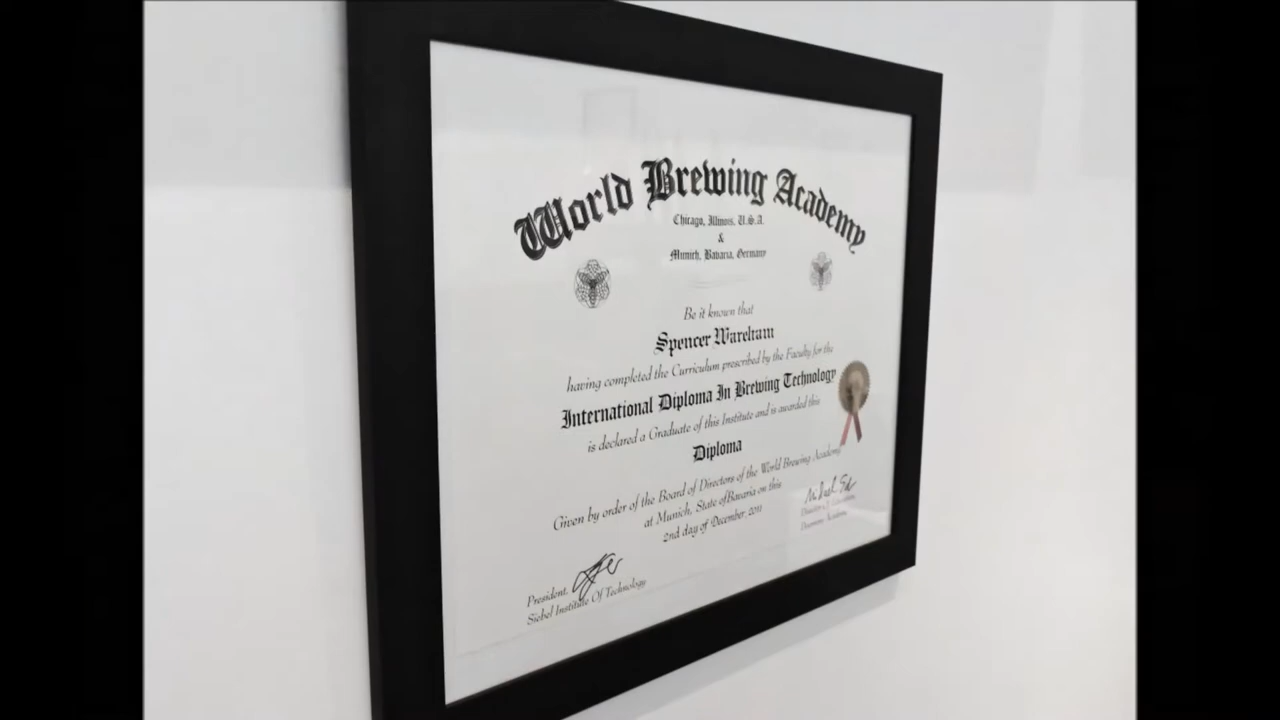 World Brewing Academy
Chicago, Illinois, U.S.A.
&
Munich, Bavaria, Germany
Be it known that
Spencer Wareham
having completed the Curriculum prescribed by the Faculty for the
International Diploma In Brewing Technology
is declared a Graduate of this Institute and is awarded this
Diploma
Given by order of the Board of Directors of the World Brewing Academy
at Munich, State of Bavaria on this
2nd day of December 2011
President,
Siebel Institute Of Technology
Doemens Academy